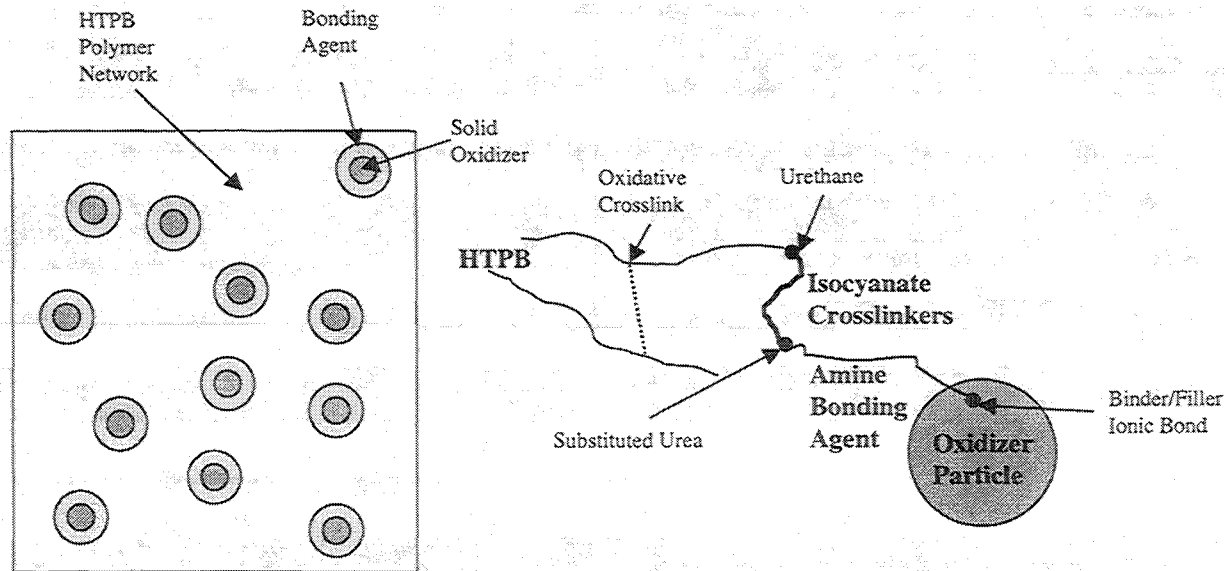 HTPB
Polymer
Network
Bonding
Agent
Solid
Oxidizer
Oxidative
Crosslink
Urethane
HTPB
Isocyanate
Crosslinkers
Amine
Bonding
Agent
Substituted Urea
Oxidizer
Particle
Binder/Filler
Ionic Bond